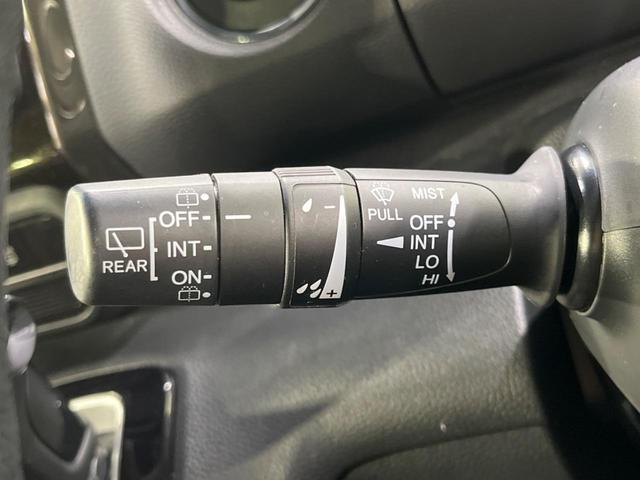 OFF
INT
ON
REAR
−
+
PULL
MIST
OFF
INT
LO
HI